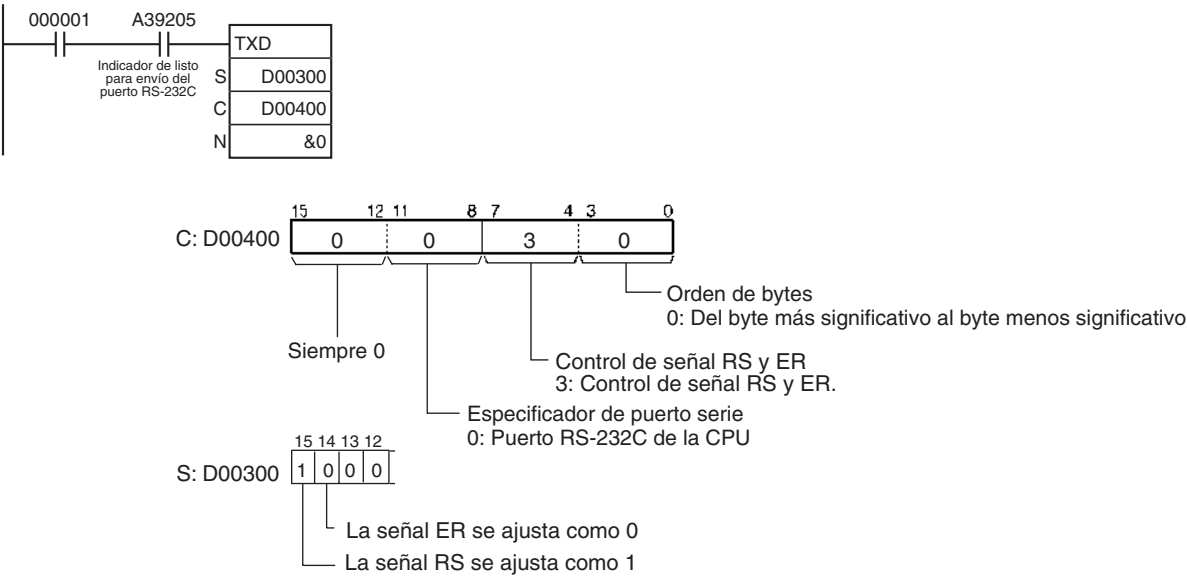 000001 A39205
TXD
Indicador de listo
para envío del
puerto RS-232C
S D00300
C D00400
N &0
15 12 11 8 7 4 3 0
C: D00400 0 0 3 0
Orden de bytes
0: Del byte más significativo al byte menos significativo
Siempre 0
Control de señal RS y ER
3: Control de señal RS y ER.
Especificador de puerto serie
0: Puerto RS-232C de la CPU
15 14 13 12
S: D00300 1 0 0 0
La señal ER se ajusta como 0
La señal RS se ajusta como 1